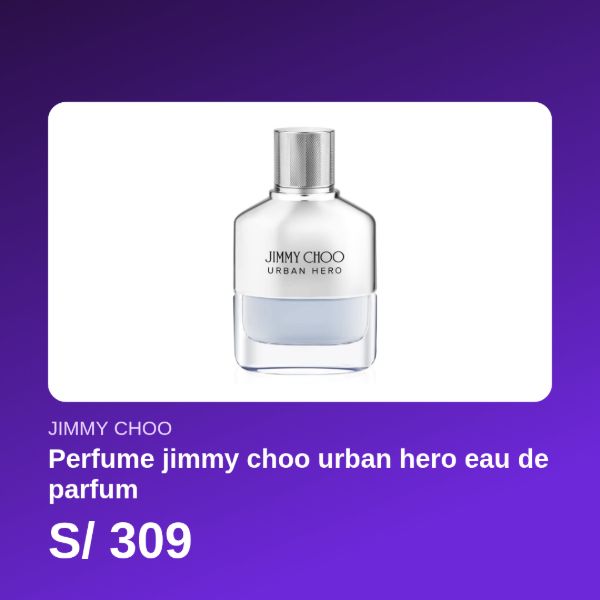 JIMMY CHOO
URBAN HERO
JIMMY CHOO
Perfume jimmy choo urban hero eau de
parfum
S/ 309